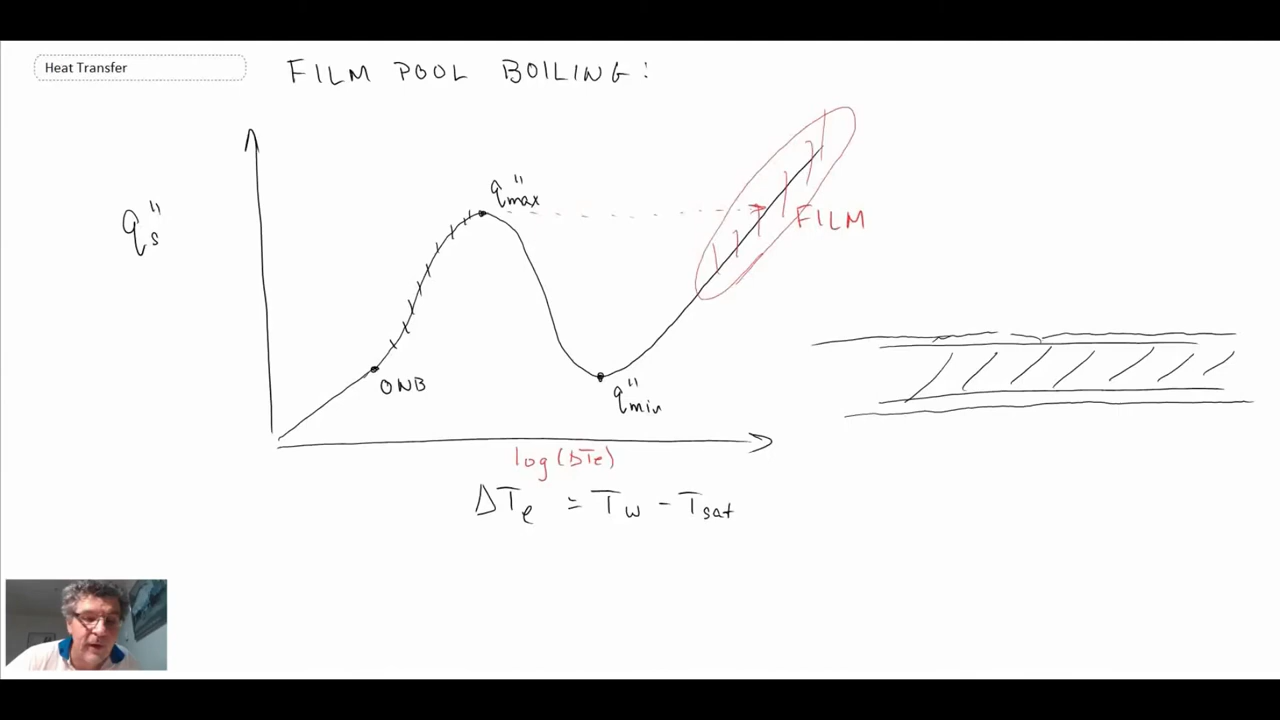 Heat Transfer
FILM POOL BOILING:
q"s
q"max
FILM
ONB
q"min
log(ΔTe)
ΔTe = Tw - Tsat